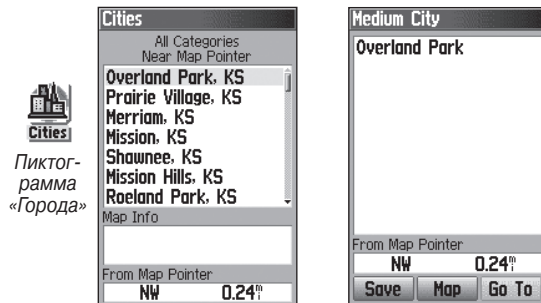 Cities
Пиктог-
рамма
«Города»
Cities
All Categories
Near Map Pointer
Overland Park, KS
Prairie Village, KS
Merriam, KS
Mission, KS
Shawnee, KS
Mission Hills, KS
Roeland Park, KS
Map Info
From Map Pointer
NW 0.24mi
Medium City
Overland Park
From Map Pointer
NW 0.24mi
Save Map Go To